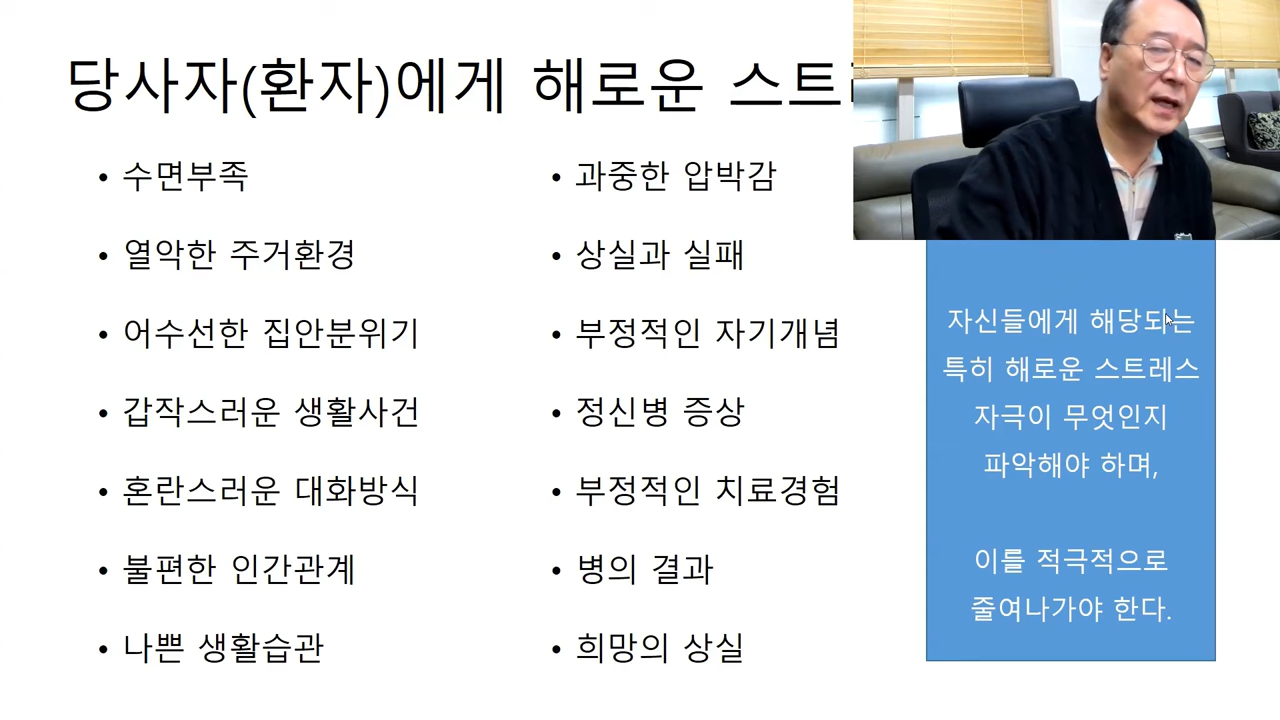 당사자(환자)에게 해로운 스트
• 수면부족
• 열악한 주거환경
• 어수선한 집안분위기
• 갑작스러운 생활사건
• 혼란스러운 대화방식
• 불편한 인간관계
• 나쁜 생활습관
• 과중한 압박감
• 상실과 실패
• 부정적인 자기개념
• 정신병 증상
• 부정적인 치료경험
• 병의 결과
• 희망의 상실
자신들에게 해당되는
특히 해로운 스트레스
자극이 무엇인지
파악해야 하며,
이를 적극적으로
줄여나가야 한다.